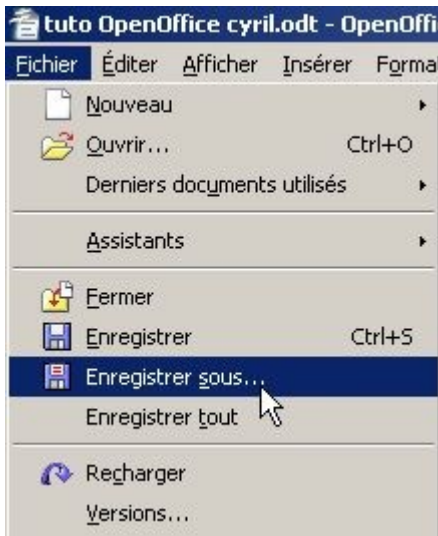 tuto OpenOffice cyril.odt - OpenOffi
Fichier Éditer Afficher Insérer Forma
Nouveau
Ouvrir... Ctrl+O
Derniers documents utilisés
Assistants
Fermer
Enregistrer Ctrl+S
Enregistrer sous...
Enregistrer tout
Recharger
Versions...